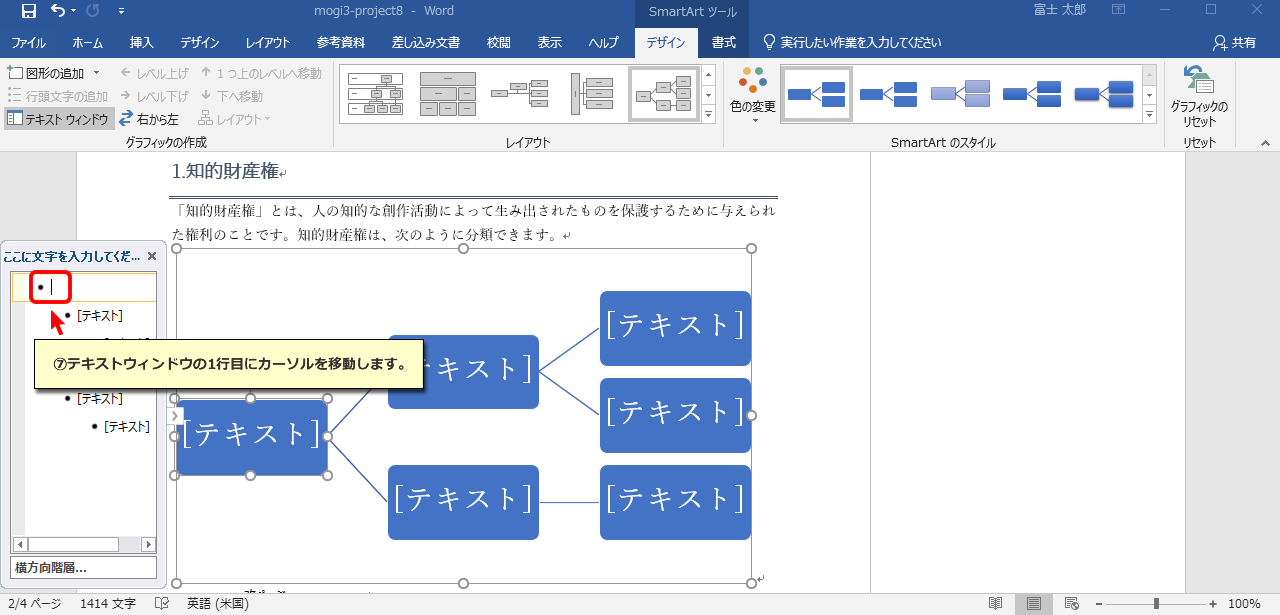 mogi3-project8 - Word
SmartArt ツール
富士 太郎
ファイル ホーム 挿入 デザイン レイアウト 参考資料 差し込み文書 校閲 表示 ヘルプ デザイン 書式 実行したい作業を入力してください 共有
図形の追加 レベル上げ 1 つ上のレベルへ移動
行頭文字の追加 レベル下げ 下へ移動
テキスト ウィンドウ 右から左 レイアウト
グラフィックの作成
レイアウト
色の変更
SmartArt のスタイル
グラフィックの
リセット
リセット
1.知的財産権
「知的財産権」とは、人の知的な創作活動によって生み出されたものを保護するために与えられ
た権利のことです。知的財産権は、次のように分類できます。
ここに文字を入力してくだ...
[テキスト]
⑦テキストウィンドウの1行目にカーソルを移動します。
[テキスト]
[テキスト]
横方向階層...
[テキスト]
テキスト]
[テキスト]
[テキスト]
[テキスト]
[テキスト]
2/4 ページ 1414 文字 英語 (米国) 100%